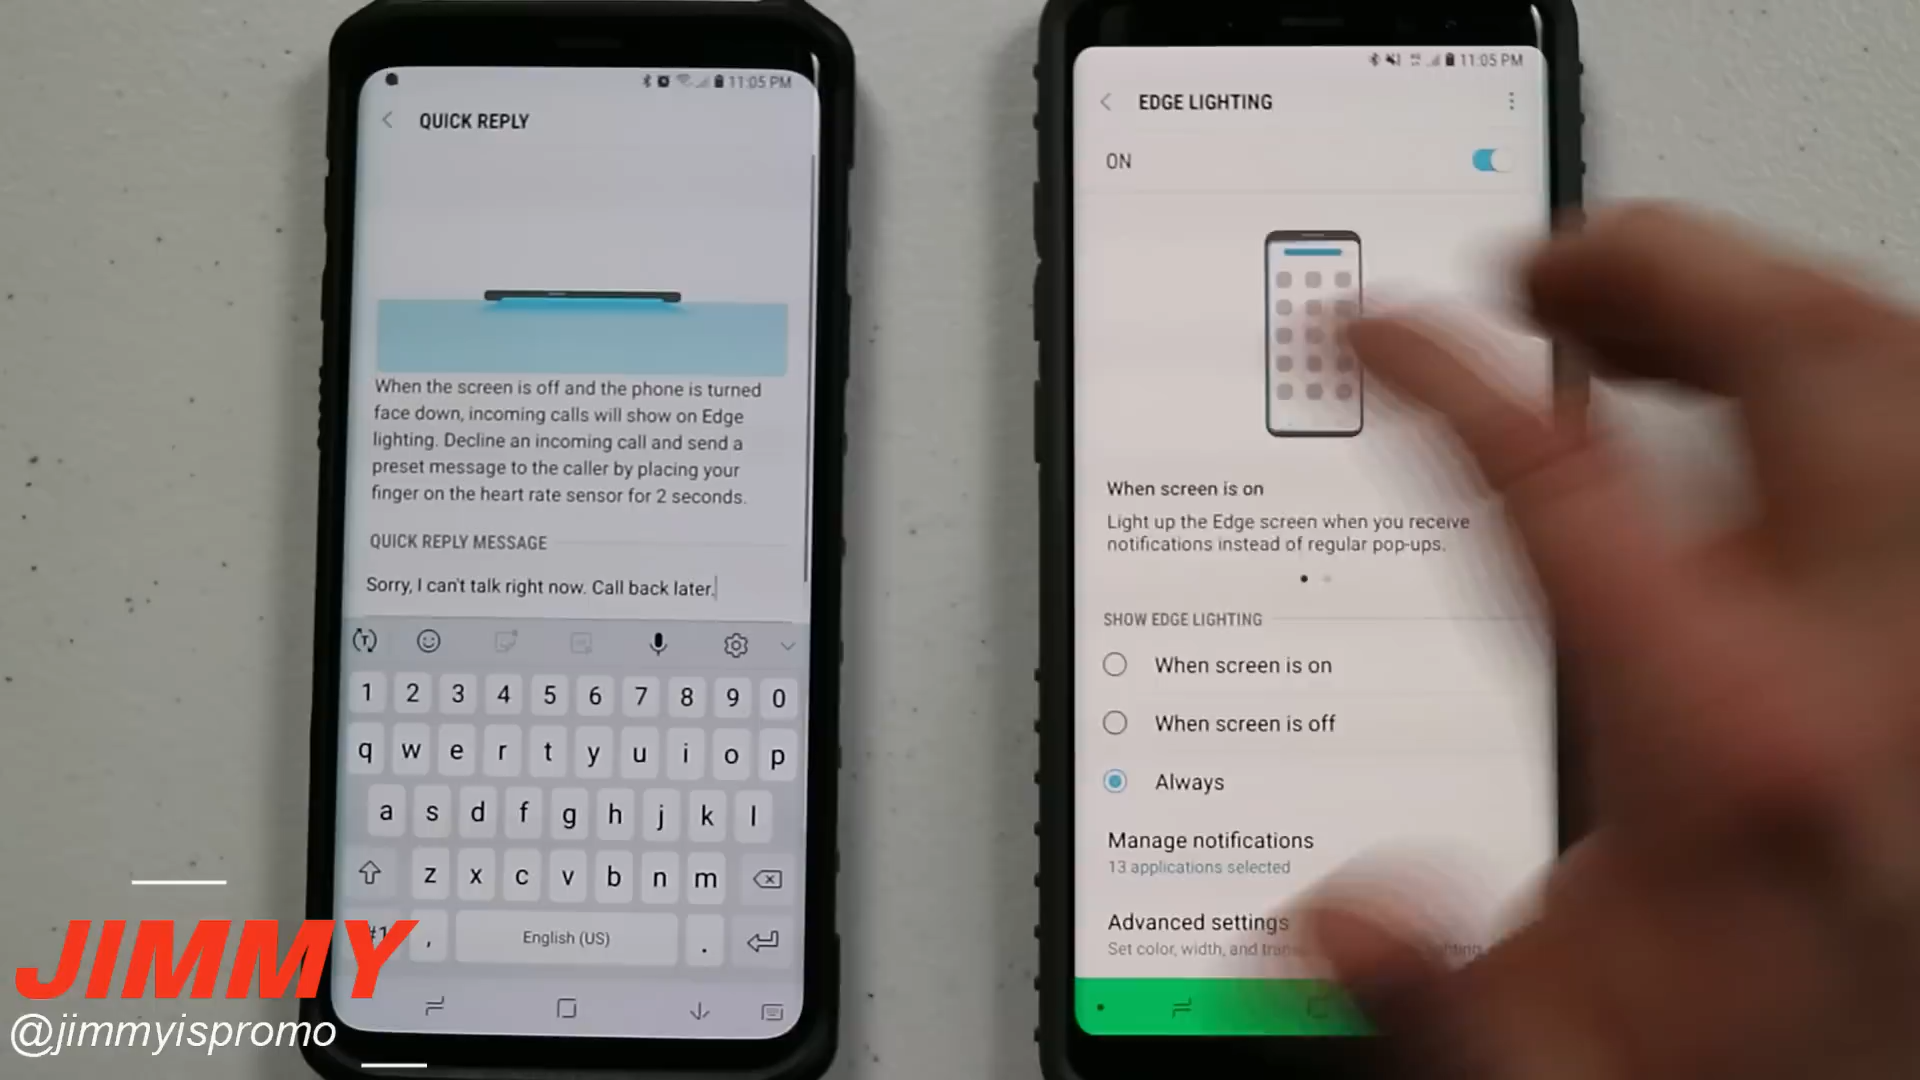 11:05 PM
QUICK REPLY
When the screen is off and the phone is turned
face down, incoming calls will show on Edge
lighting. Decline an incoming call and send a
preset message to the caller by placing your
finger on the heart rate sensor for 2 seconds.
QUICK REPLY MESSAGE
Sorry, I can't talk right now. Call back later.
1 2 3 4 5 6 7 8 9 0
q w e r t y u i o p
a s d f g h j k l
z x c v b n m
, English (US) .
11:05 PM
EDGE LIGHTING
ON
When screen is on
Light up the Edge screen when you receive
notifications instead of regular pop-ups.
SHOW EDGE LIGHTING
When screen is on
When screen is off
Always
Manage notifications
13 applications selected
Advanced settings
Set color, width, and
JIMMY
@jimmyispromo